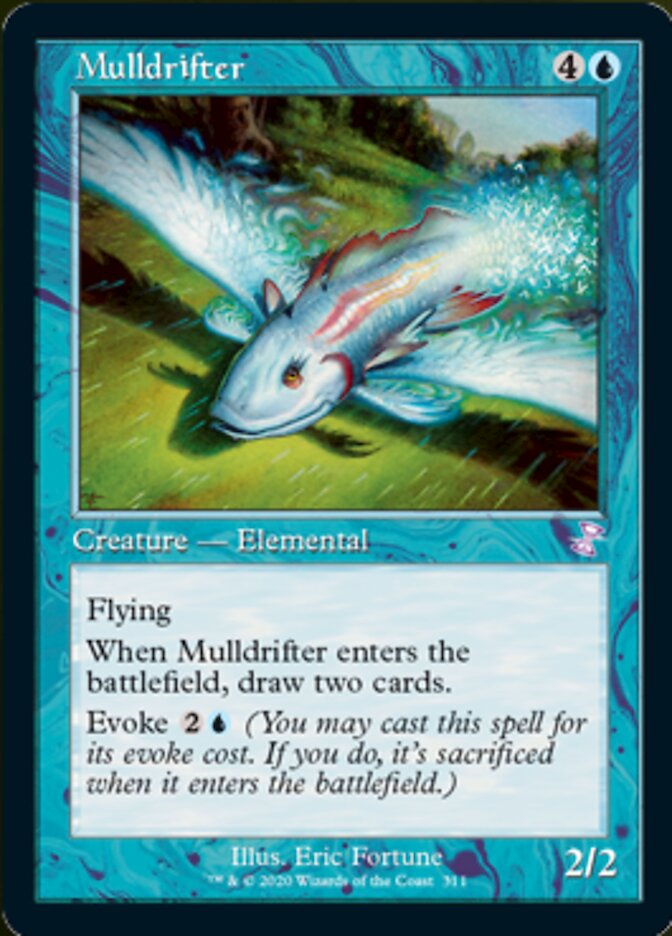 Mulldrifter 4
Creature — Elemental
Flying
When Mulldrifter enters the
battlefield, draw two cards.
Evoke 2 (You may cast this spell for
its evoke cost. If you do, it's sacrificed
when it enters the battlefield.)
Illus. Eric Fortune
™ & © 2020 Wizards of the Coast 311
2/2